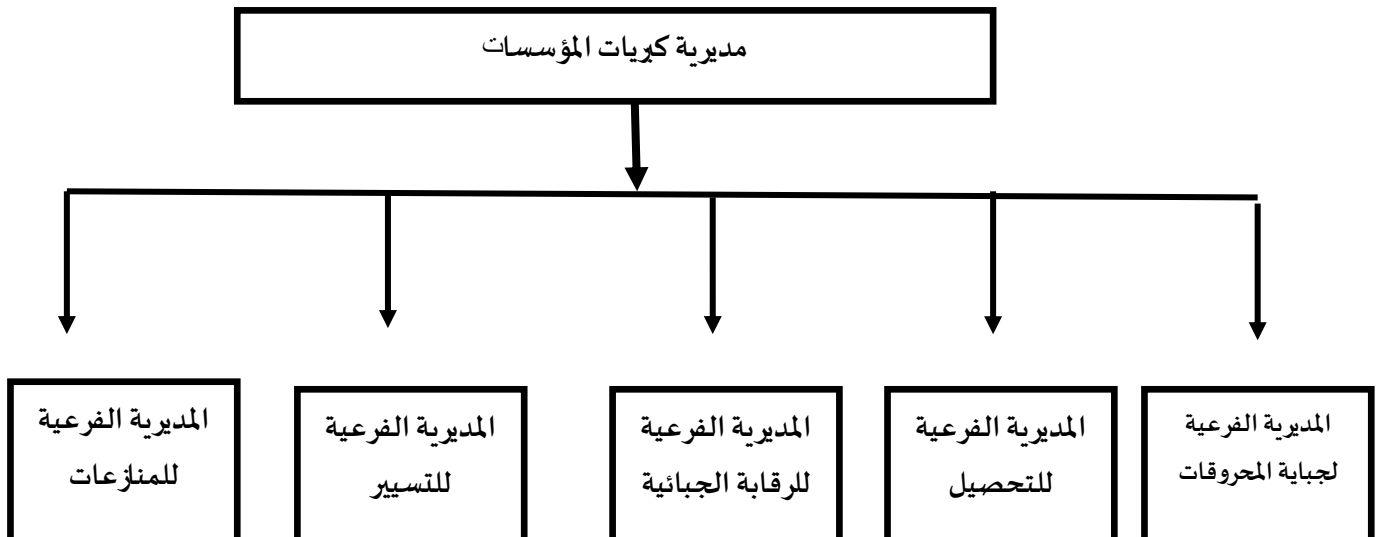 مديرية كبريات المؤسسات
المديرية الفرعية
لجباية المحروقات
المديرية الفرعية
للتحصيل
المديرية الفرعية
للرقابة الجبائية
المديرية الفرعية
للتسيير
المديرية الفرعية
للمنازعات